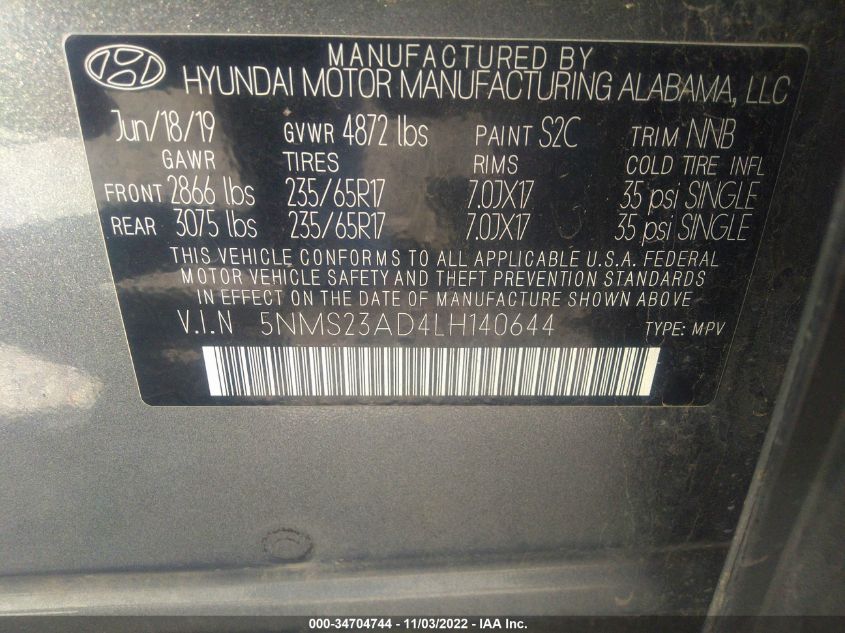 MANUFACTURED BY
HYUNDAI MOTOR MANUFACTURING ALABAMA, LLC
Jun/18/19 GVWR 4872 lbs PAINT S2C TRIM NNB
GAWR TIRES RIMS COLD TIRE INFL
FRONT 2866 lbs 235/65R17 7.0JX17 35 psi SINGLE
REAR 3075 lbs 235/65R17 7.0JX17 35 psi SINGLE
THIS VEHICLE CONFORMS TO ALL APPLICABLE U.S.A. FEDERAL
MOTOR VEHICLE SAFETY AND THEFT PREVENTION STANDARDS
IN EFFECT ON THE DATE OF MANUFACTURE SHOWN ABOVE.
V.I.N 5NMS23AD4LH140644 TYPE: MPV
000-34704744 - 11/03/2022 - IAA Inc.